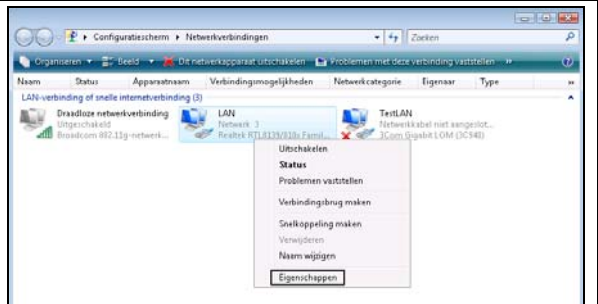 Configuratiescherm ▸ Netwerkverbindingen
Zoeken
Organiseren
Beeld
Dit netwerkapparaat uitschakelen
Problemen met deze verbinding vaststellen
»
Naam Status Apparaatnaam Verbindingsmogelijkheden Netwerkcategorie Eigenaar Type »
LAN-verbinding of snelle internetverbinding (3)
Draadloze netwerkverbinding
Uitgeschakeld
Broadcom 802.11g-netwerk...
LAN
Netwerk 3
Realtek RTL8139/810x Famil...
TestLAN
Netwerkkabel niet aangeslot...
3Com Gigabit LOM (3C940)
Uitschakelen
Status
Problemen vaststellen
Verbindingsbrug maken
Snelkoppeling maken
Verwijderen
Naam wijzigen
Eigenschappen